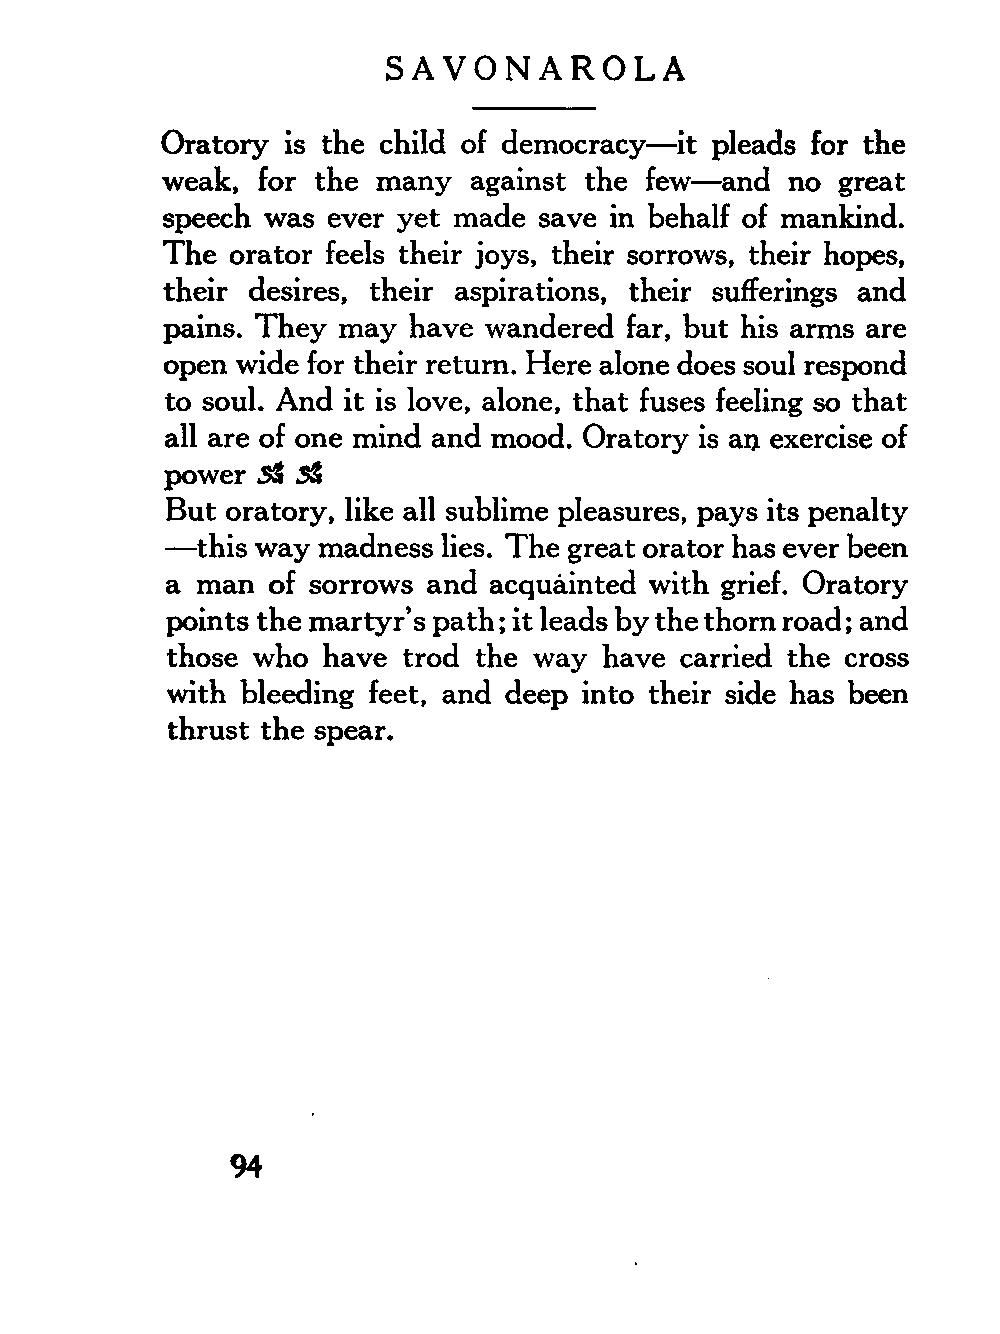 SAVONAROLA
Oratory is the child of democracy—it pleads for the
weak, for the many against the few—and no great
speech was ever yet made save in behalf of mankind.
The orator feels their joys, their sorrows, their hopes,
their desires, their aspirations, their sufferings and
pains. They may have wandered far, but his arms are
open wide for their return. Here alone does soul respond
to soul. And it is love, alone, that fuses feeling so that
all are of one mind and mood. Oratory is an exercise of
power
But oratory, like all sublime pleasures, pays its penalty
—this way madness lies. The great orator has ever been
a man of sorrows and acquainted with grief. Oratory
points the martyr's path; it leads by the thorn road; and
those who have trod the way have carried the cross
with bleeding feet, and deep into their side has been
thrust the spear.
94